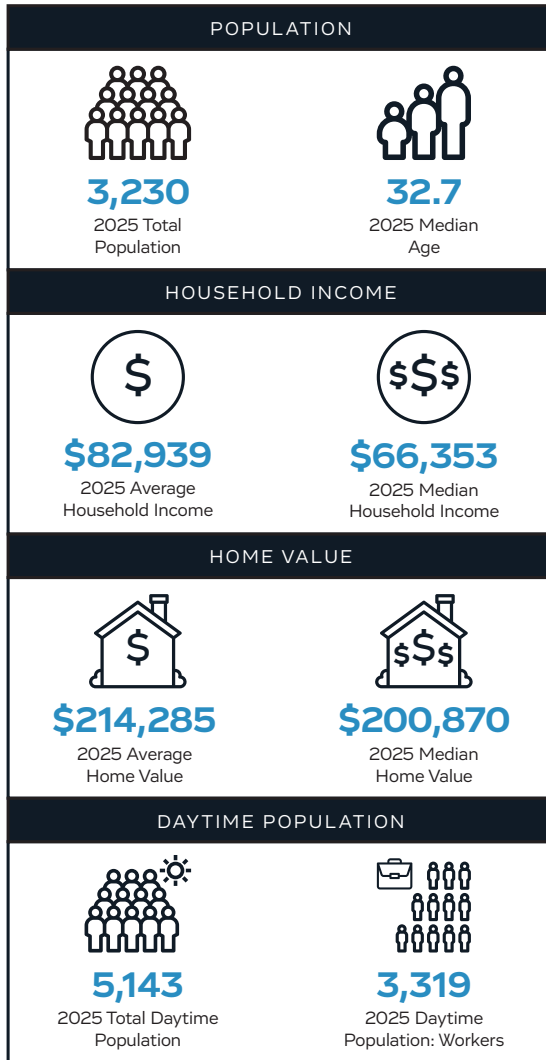 POPULATION
3,230
2025 Total
Population
32.7
2025 Median
Age
HOUSEHOLD INCOME
$
$82,939
2025 Average
Household Income
$$$
$66,353
2025 Median
Household Income
HOME VALUE
$
$214,285
2025 Average
Home Value
$$$
$200,870
2025 Median
Home Value
DAYTIME POPULATION
5,143
2025 Total Daytime
Population
3,319
2025 Daytime
Population: Workers